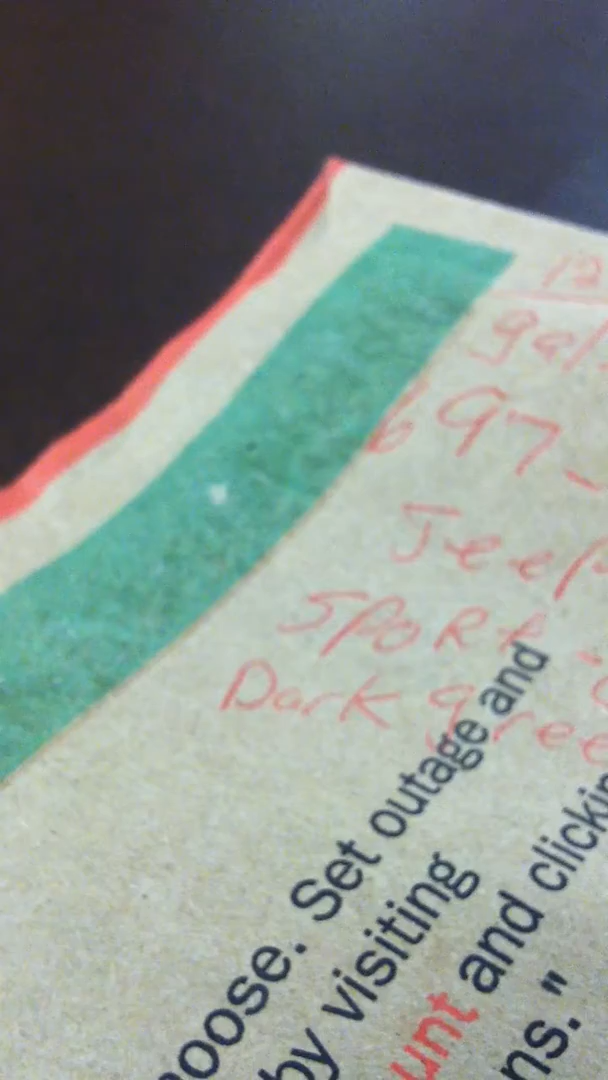 12
gal.
697-
Jeep
Sport
Dark gree
oose. Set outage and
by visiting
unt and clickin
ns."